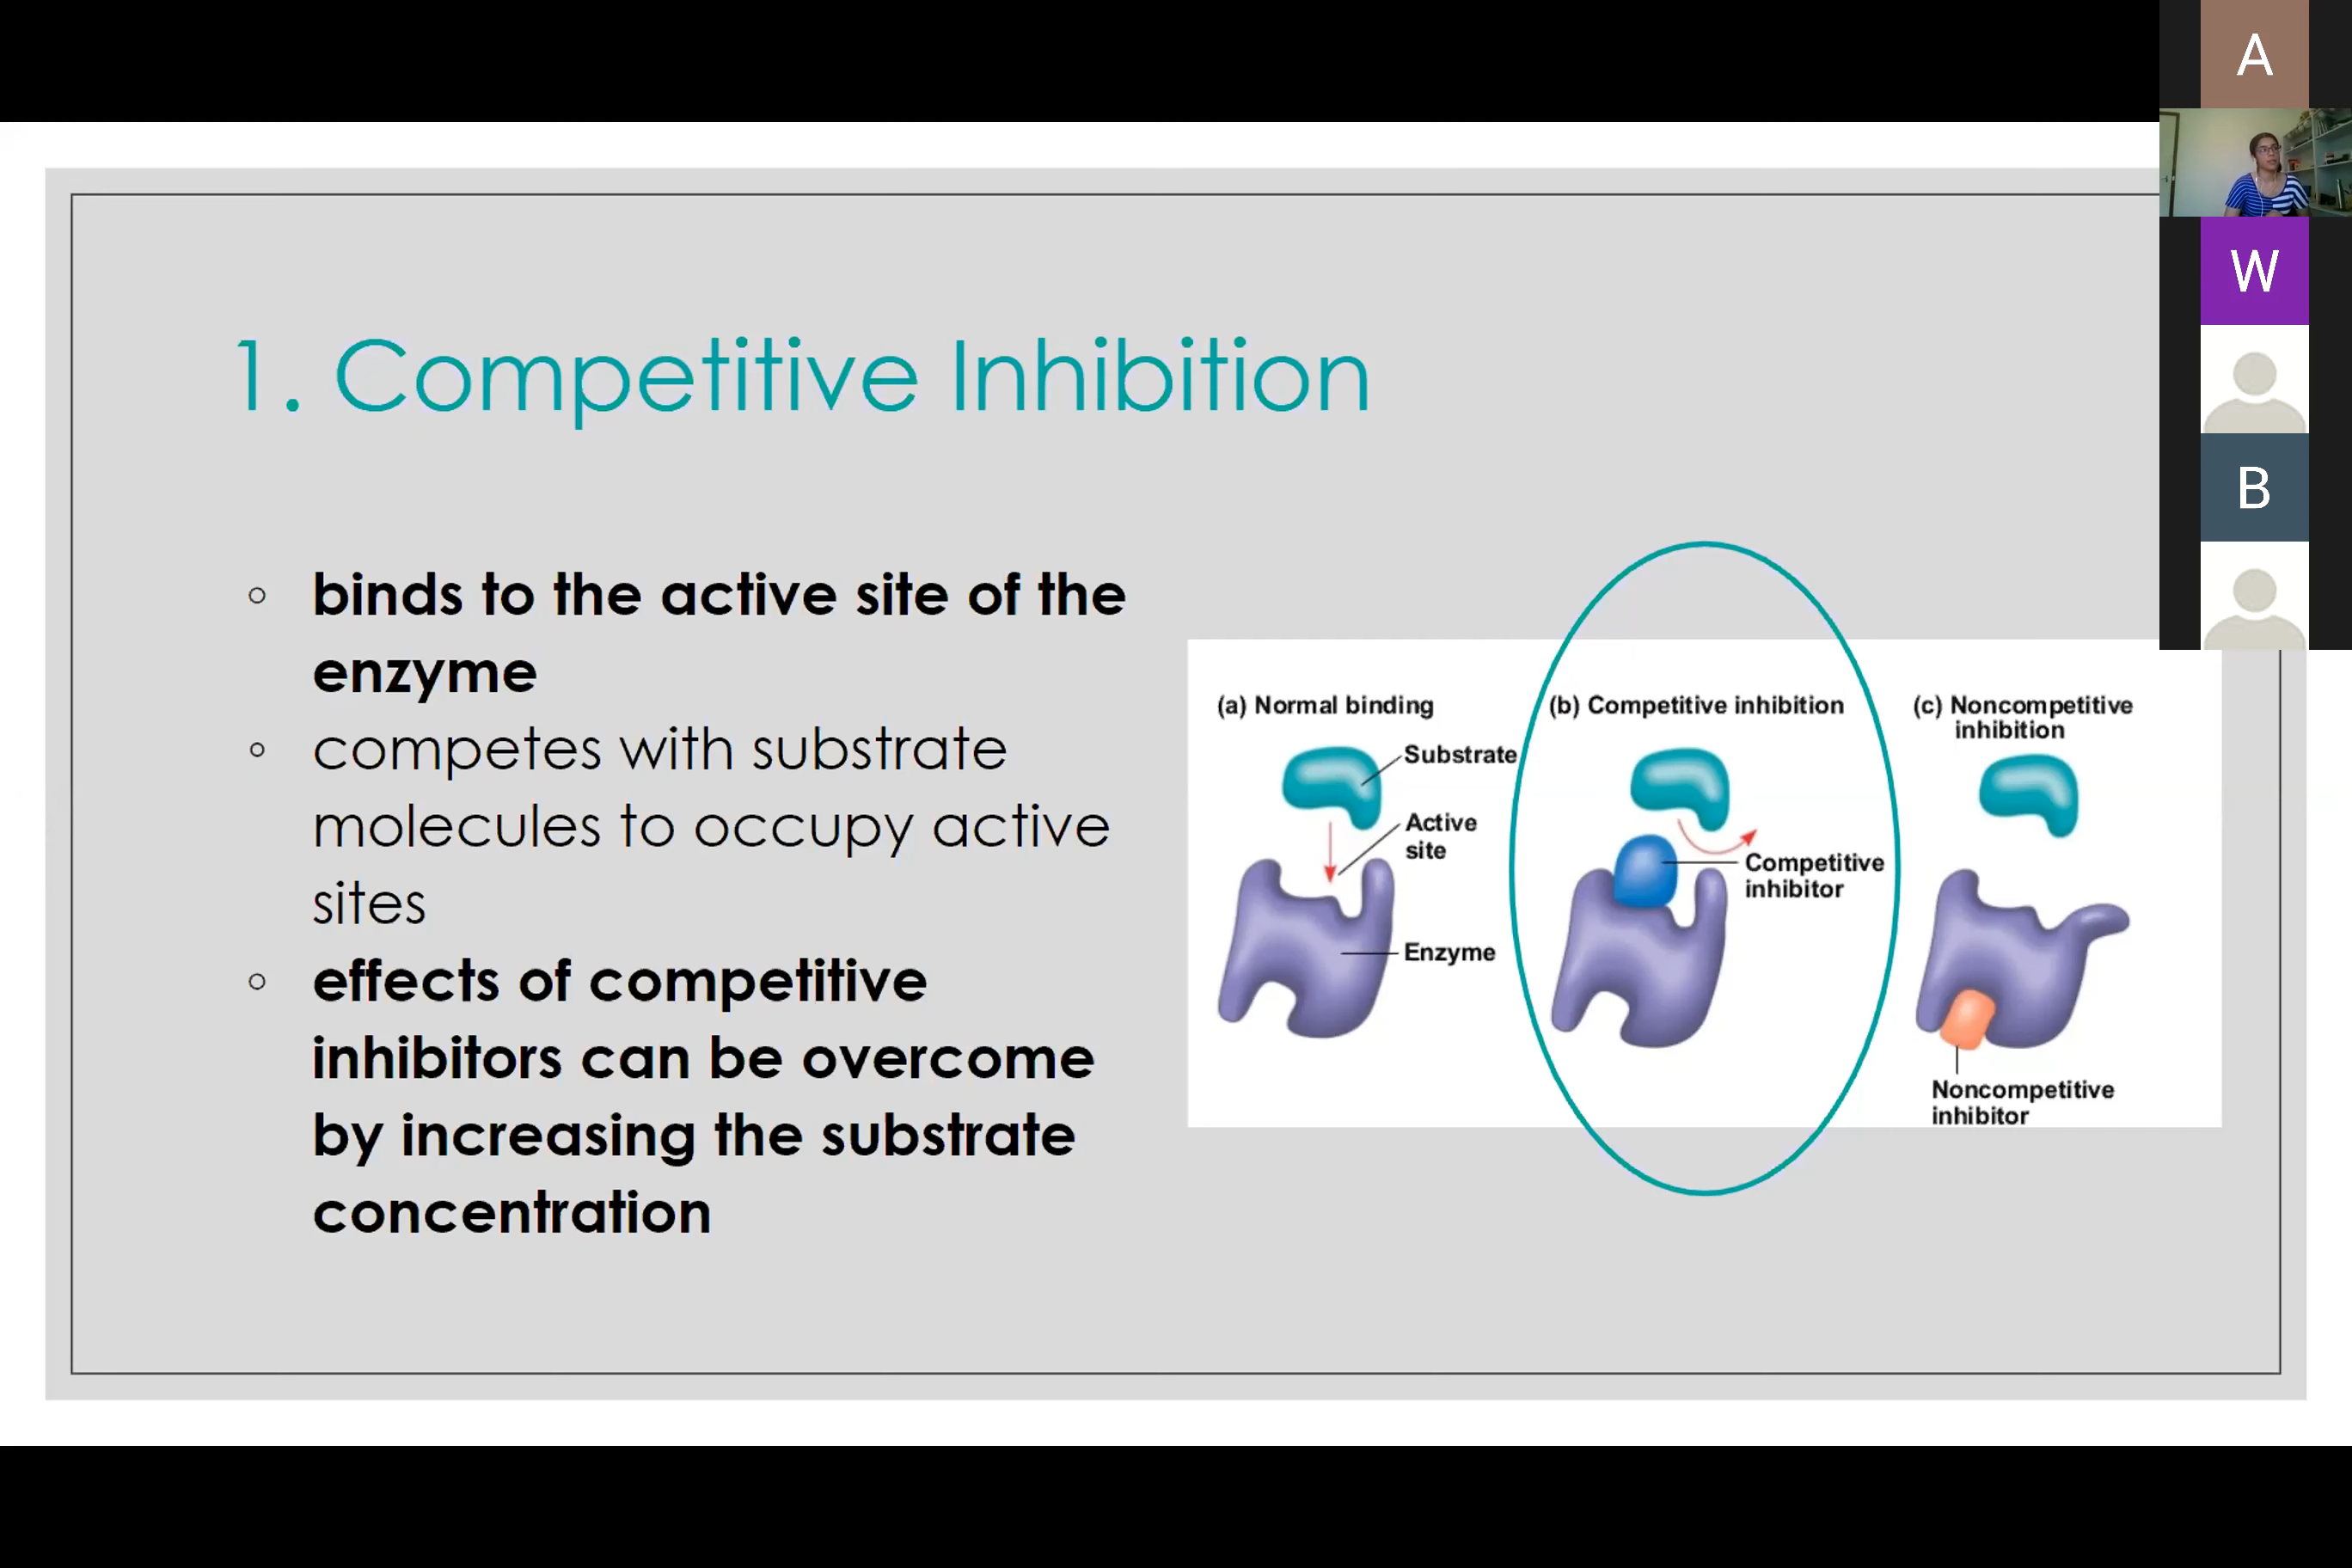 A
W
B
1. Competitive Inhibition
◦ binds to the active site of the
enzyme
◦ competes with substrate
molecules to occupy active
sites
◦ effects of competitive
inhibitors can be overcome
by increasing the substrate
concentration
(a) Normal binding
Substrate
Active
site
Enzyme
(b) Competitive inhibition
Competitive
inhibitor
(c) Noncompetitive
inhibition
Noncompetitive
inhibitor